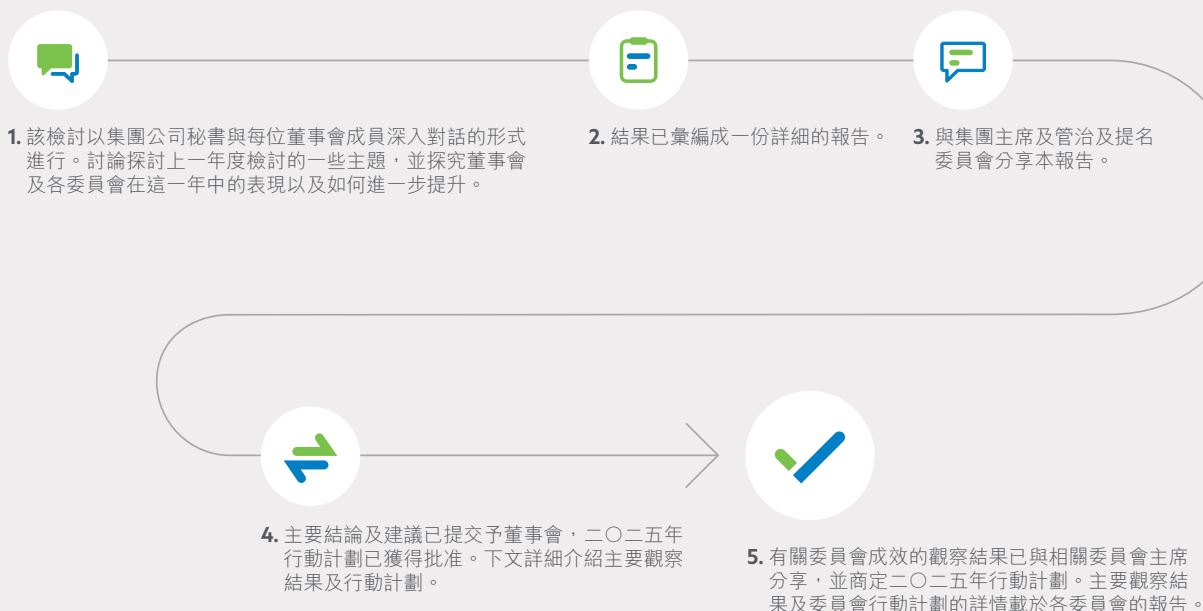 1. 該檢討以集團公司秘書與每位董事會成員深入對話的形式
進行。討論探討上一年度檢討的一些主題，並探究董事會
及各委員會在這一年中的表現以及如何進一步提升。
2. 結果已彙編成一份詳細的報告。
3. 與集團主席及管治及提名
委員會分享本報告。
4. 主要結論及建議已提交予董事會，二〇二五年
行動計劃已獲得批准。下文詳細介紹主要觀察
結果及行動計劃。
5. 有關委員會成效的觀察結果已與相關委員會主席
分享，並商定二〇二五年行動計劃。主要觀察結
果及委員會行動計劃的詳情載於各委員會的報告。